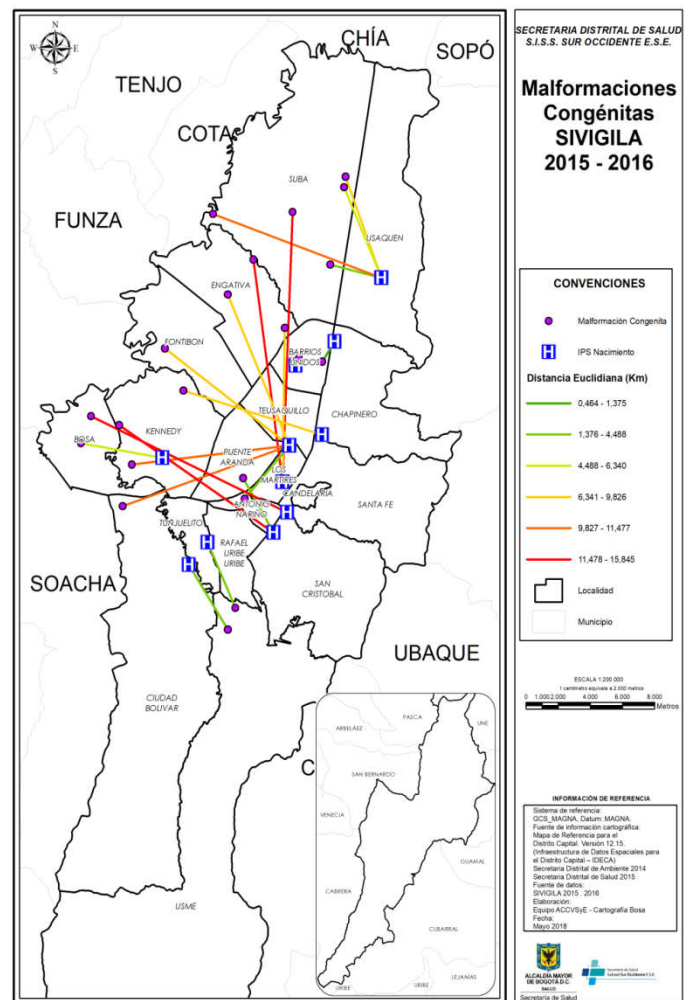 CHÍA
SOPÓ
TENJO
COTA
FUNZA
SUBA
USAQUEN
ENGATIVA
FONTIBON
BARRIOS
UNIDOS
TEUSAQUILLO
CHAPINERO
KENNEDY
BOSA
PUENTE
ARANDA
LOS
MARTIRES
CANDELARIA
SANTA FE
ANTONIO
NARIÑO
TUNJUELITO
RAFAEL
URIBE
URIBE
SAN
CRISTOBAL
SOACHA
UBAQUE
CIUDAD
BOLIVAR
USME
C
PASCA
UNE
ARBELÁEZ
SAN BERNARDO
VENECIA
GUAMAL
CABRERA
CUBARRAL
LEJANÍAS
URIBE
URIBE
N
W
E
S
SECRETARIA DISTRITAL DE SALUD
S.I.S.S. SUR OCCIDENTE E.S.E.
Malformaciones
Congénitas
SIVIGILA
2015 - 2016
CONVENCIONES
Malformación Congenita
H IPS Nacimiento
Distancia Euclidiana (Km)
0,464 - 1,375
1,376 - 4,488
4,488 - 6,340
6,341 - 9,826
9,827 - 11,477
11,478 - 15,845
Localidad
Municipio
ESCALA 1:200.000
1 centimetro equivale a 2.000 metros
0 1.000 2.000 4.000 6.000 8.000
Metros
INFORMACIÓN DE REFERENCIA
Sistema de referencia:
GCS_MAGNA, Datum: MAGNA.
Fuente de información cartográfica:
Mapa de Referencia para el
Distrito Capital. Versión 12.15.
(Infraestructura de Datos Espaciales para
el Distrito Capital – IDECA)
Secretaria Distrital de Ambiente 2014
Secretaria Distrital de Salud 2015
Fuente de datos:
SIVIGILA 2015 . 2016
Elaboración:
Equipo ACCVSyE - Cartografía Bosa
Fecha:
Mayo 2018
ALCALDÍA MAYOR
DE BOGOTÁ D.C.
SALUD
Secretaría de Salud